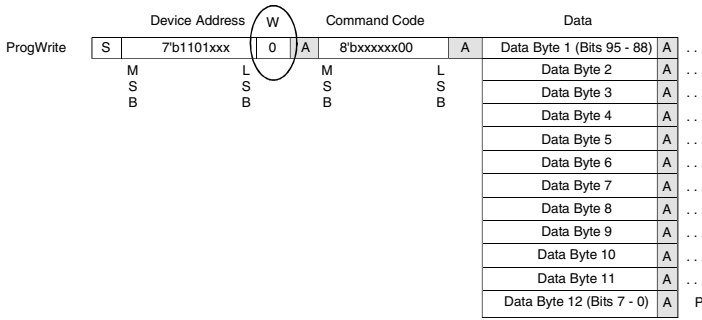 Device Address W Command Code Data
ProgWrite S 7'b1101xxx 0 A 8'bxxxxxx00 A Data Byte 1 (Bits 95 - 88) A . .
M L M L Data Byte 2 A . .
S S S S Data Byte 3 A . .
B B B B Data Byte 4 A . .
Data Byte 5 A . .
Data Byte 6 A . .
Data Byte 7 A . .
Data Byte 8 A . .
Data Byte 9 A . .
Data Byte 10 A . .
Data Byte 11 A . .
Data Byte 12 (Bits 7 - 0) A P